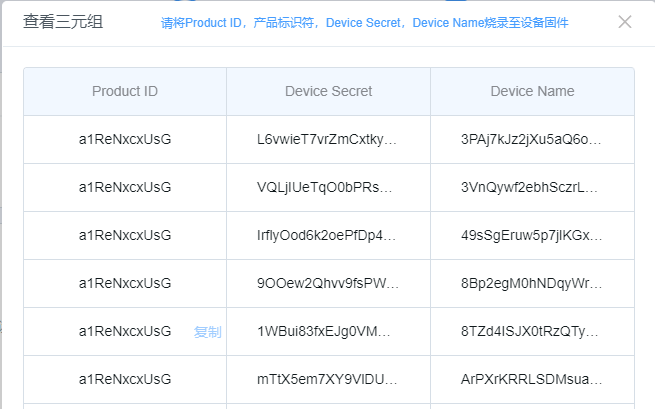 查看三元组 请将Product ID，产品标识符，Device Secret，Device Name烧录至设备固件
Product ID Device Secret Device Name
a1ReNxcxUsG L6vwieT7vrZmCxtky... 3PAj7kJz2jXu5aQ6o...
a1ReNxcxUsG VQLjIUeTqO0bPRs... 3VnQywf2ebhSczrL...
a1ReNxcxUsG IrflyOod6k2oePfDp4... 49sSgEruw5p7jIKGx...
a1ReNxcxUsG 9OOew2Qhvv9fsPW... 8Bp2egM0hNDqyWr...
a1ReNxcxUsG 复制 1WBui83fxEJg0VM... 8TZd4ISJX0tRzQTy...
a1ReNxcxUsG mTtX5em7XY9VIDU... ArPXrKRRLSDMsua...